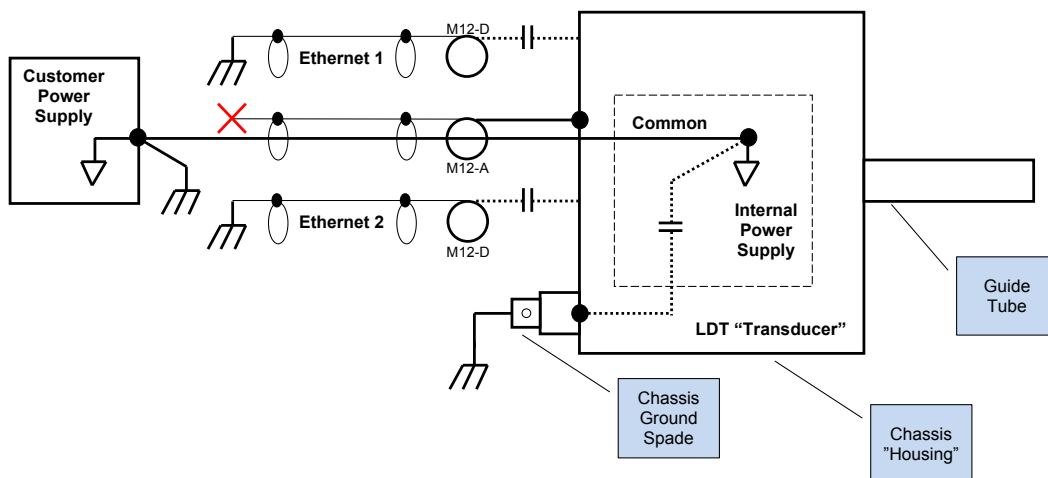 M12-D
Ethernet 1
Customer
Power
Supply
Common
M12-A
Ethernet 2
M12-D
Internal
Power
Supply
LDT “Transducer”
Guide
Tube
Chassis
Ground
Spade
Chassis
”Housing”